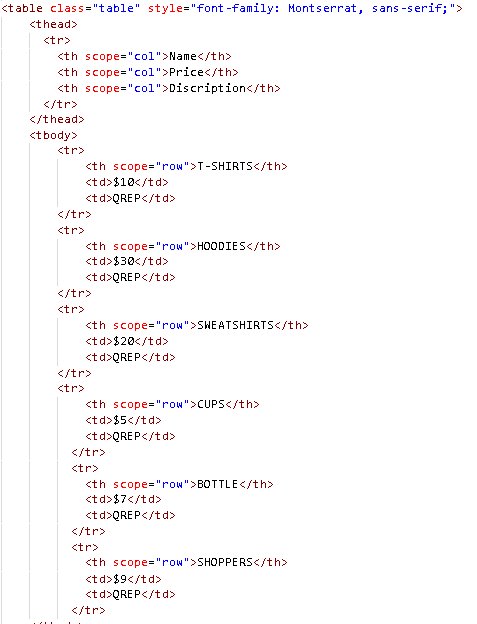 <table class="table" style="font-family: Montserrat, sans-serif;">
<thead>
<tr>
<th scope="col">Name</th>
<th scope="col">Price</th>
<th scope="col">Discription</th>
</tr>
</thead>
<tbody>
<tr>
<th scope="row">T-SHIRTS</th>
<td>$10</td>
<td>QREP</td>
</tr>
<tr>
<th scope="row">HOODIES</th>
<td>$30</td>
<td>QREP</td>
</tr>
<tr>
<th scope="row">SWEATSHIRTS</th>
<td>$20</td>
<td>QREP</td>
</tr>
<tr>
<th scope="row">CUPS</th>
<td>$5</td>
<td>QREP</td>
</tr>
<tr>
<th scope="row">BOTTLE</th>
<td>$7</td>
<td>QREP</td>
</tr>
<tr>
<th scope="row">SHOPPERS</th>
<td>$9</td>
<td>QREP</td>
</tr>